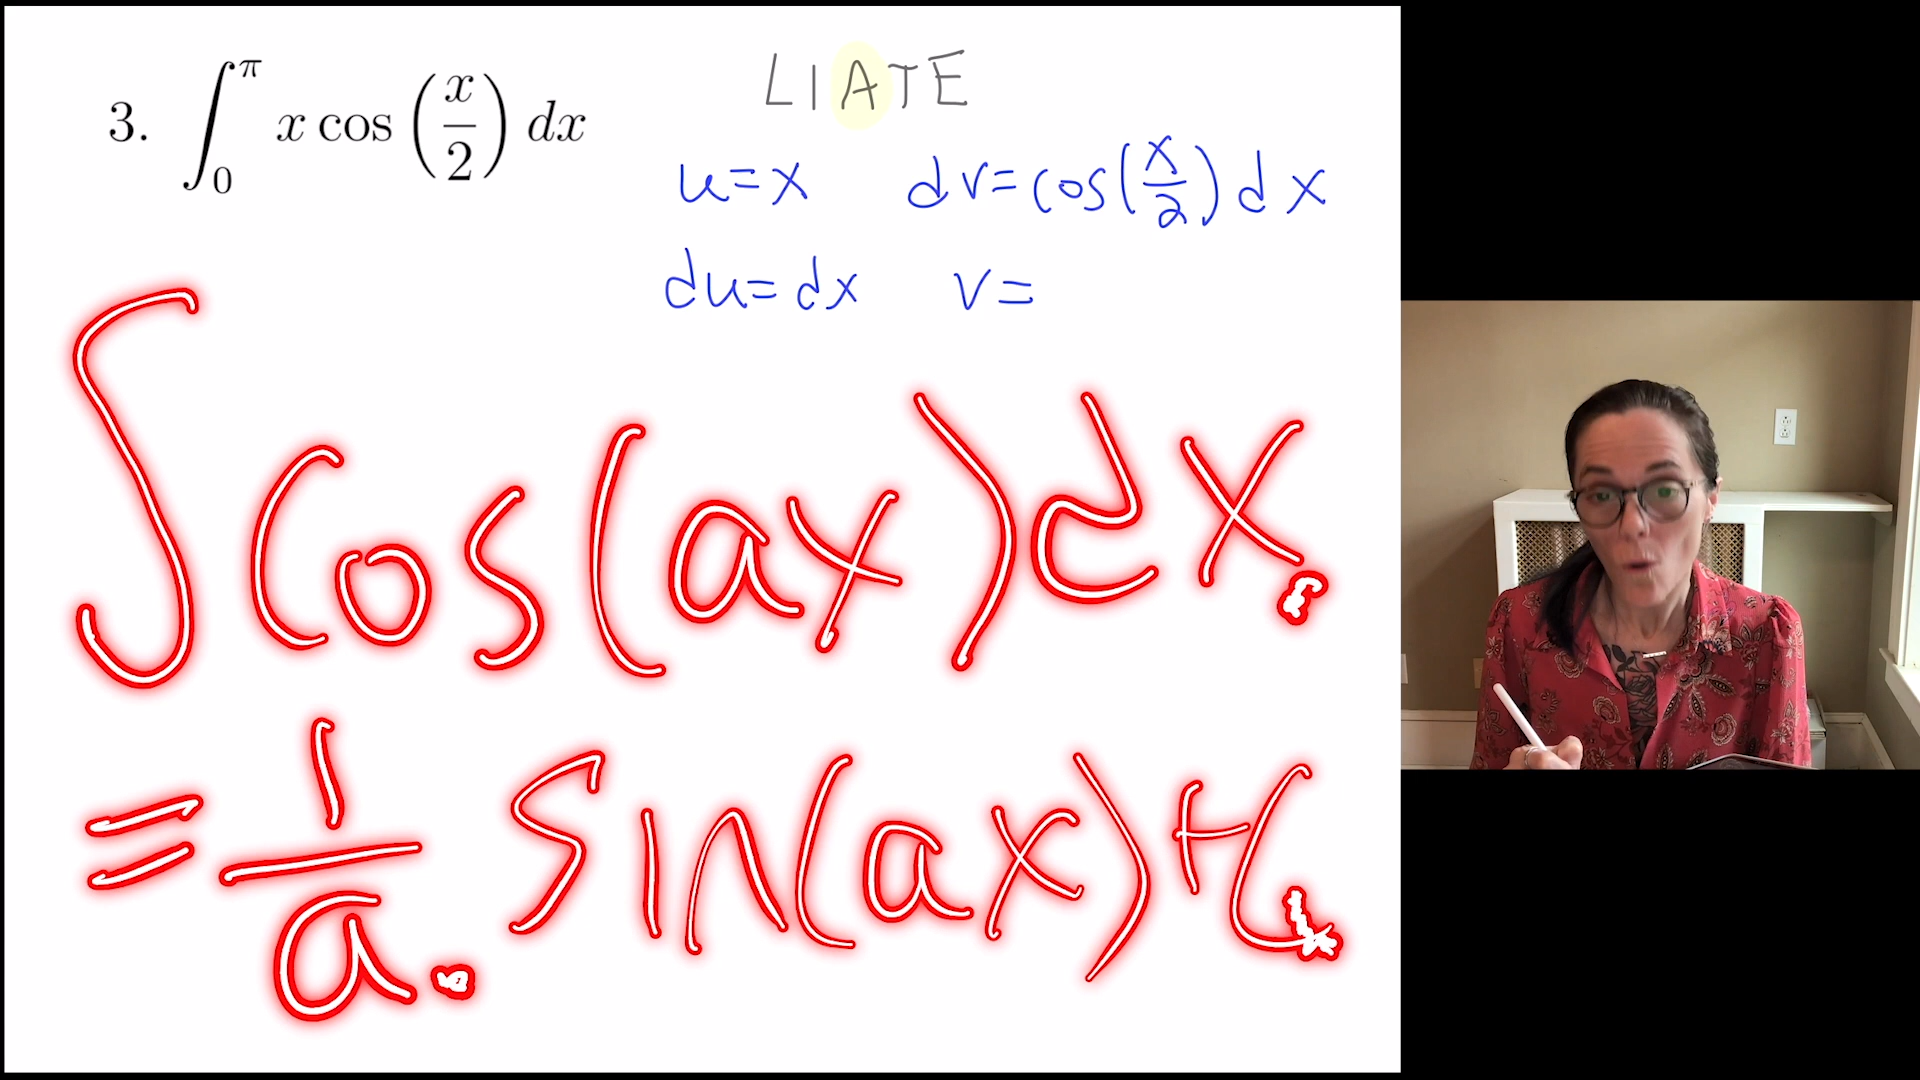 3. ∫₀^π x cos(x/2) dx
LIATE
u=x dv=cos(x/2)dx
du=dx v=
∫cos(ax)dx
=1/a sin(ax)+C